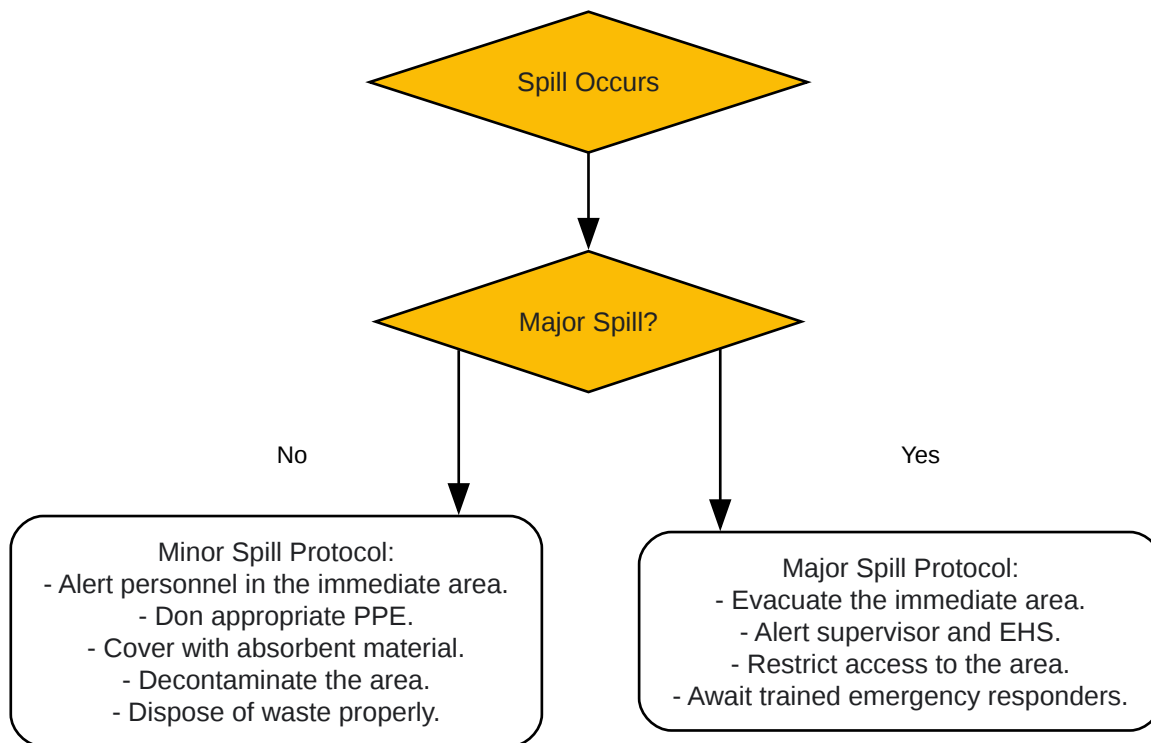 Spill Occurs
Major Spill?
No
Yes
Minor Spill Protocol:
- Alert personnel in the immediate area.
- Don appropriate PPE.
- Cover with absorbent material.
- Decontaminate the area.
- Dispose of waste properly.
Major Spill Protocol:
- Evacuate the immediate area.
- Alert supervisor and EHS.
- Restrict access to the area.
- Await trained emergency responders.